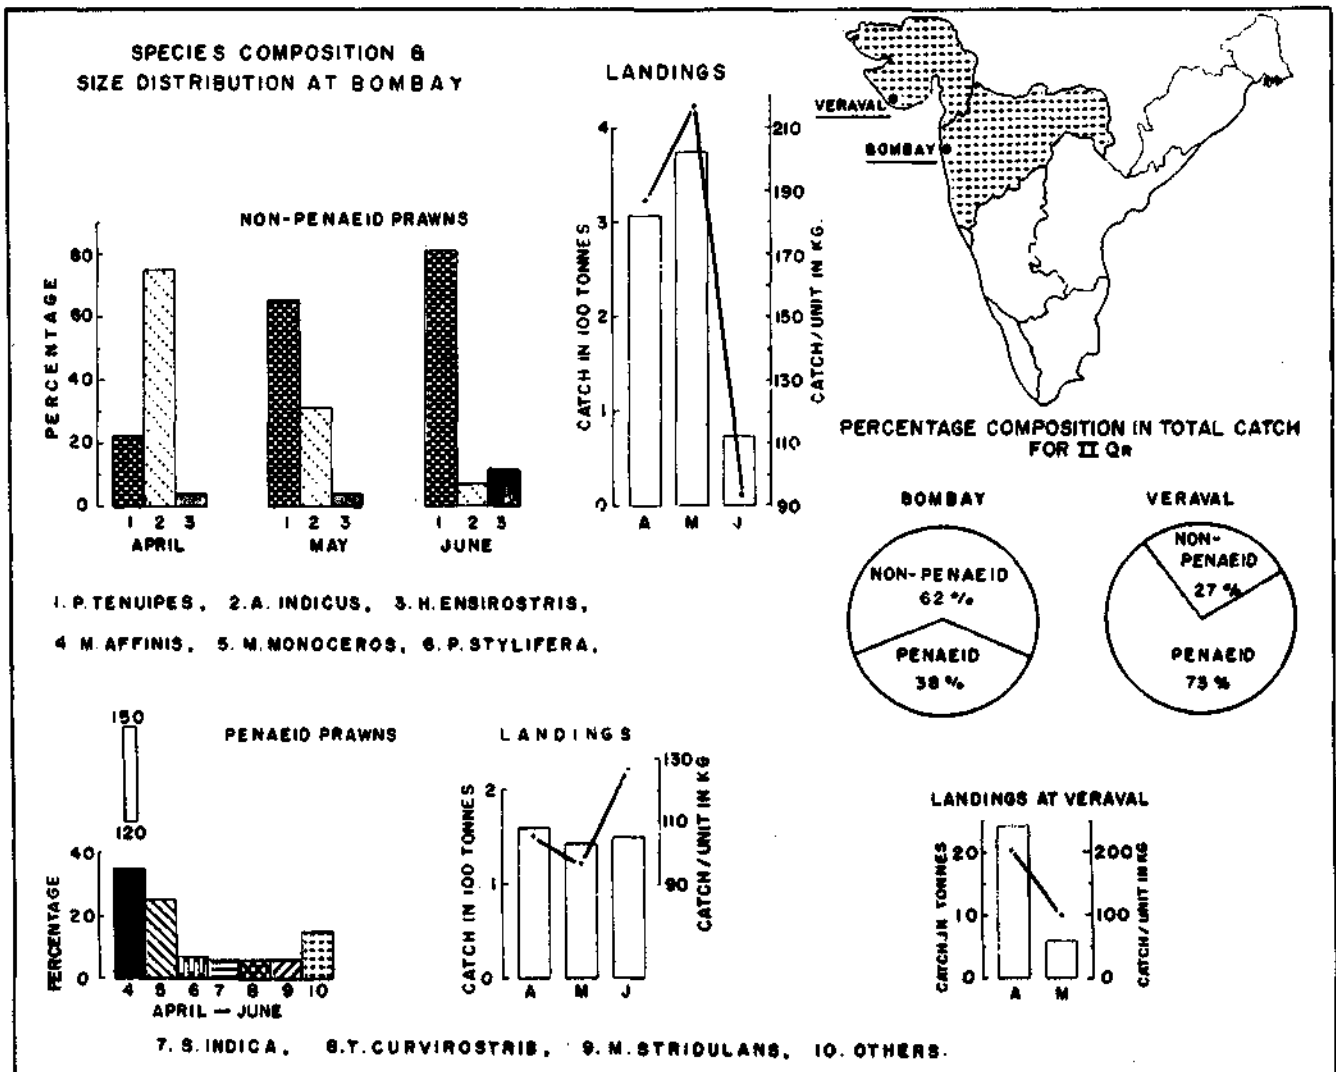 SPECIES COMPOSITION &
SIZE DISTRIBUTION AT BOMBAY
NON-PENAEID PRAWNS
PERCENTAGE
80
60
40
20
0
1 2 3
APRIL
1 2 3
MAY
1 2 3
JUNE
LANDINGS
CATCH IN 100 TONNES
4
3
2
1
0
A M J
210
190
170
150
130
110
90
CATCH/UNIT IN KG.
VERAVAL
BOMBAY
PERCENTAGE COMPOSITION IN TOTAL CATCH
FOR II QR
BOMBAY
NON-PENAEID
62 %
PENAEID
38 %
VERAVAL
NON-
PENAEID
27 %
PENAEID
73 %
1. P. TENUIPES, 2. A. INDICUS, 3. H. ENSIROSTRIS,
4 M. AFFINIS, 5. M. MONOCEROS, 6. P. STYLIFERA,
150
120
PENAEID PRAWNS
PERCENTAGE
40
20
0
4 5 6 7 8 9 10
APRIL — JUNE
LANDINGS
CATCH IN 100 TONNES
2
1
0
A M J
130
110
90
CATCH/UNIT IN KG
LANDINGS AT VERAVAL
CATCH IN TONNES
20
10
0
A M
200
100
0
CATCH/UNIT IN KG
7. S. INDICA, 8. T. CURVIROSTRIS, 9. M. STRIDULANS, 10. OTHERS.